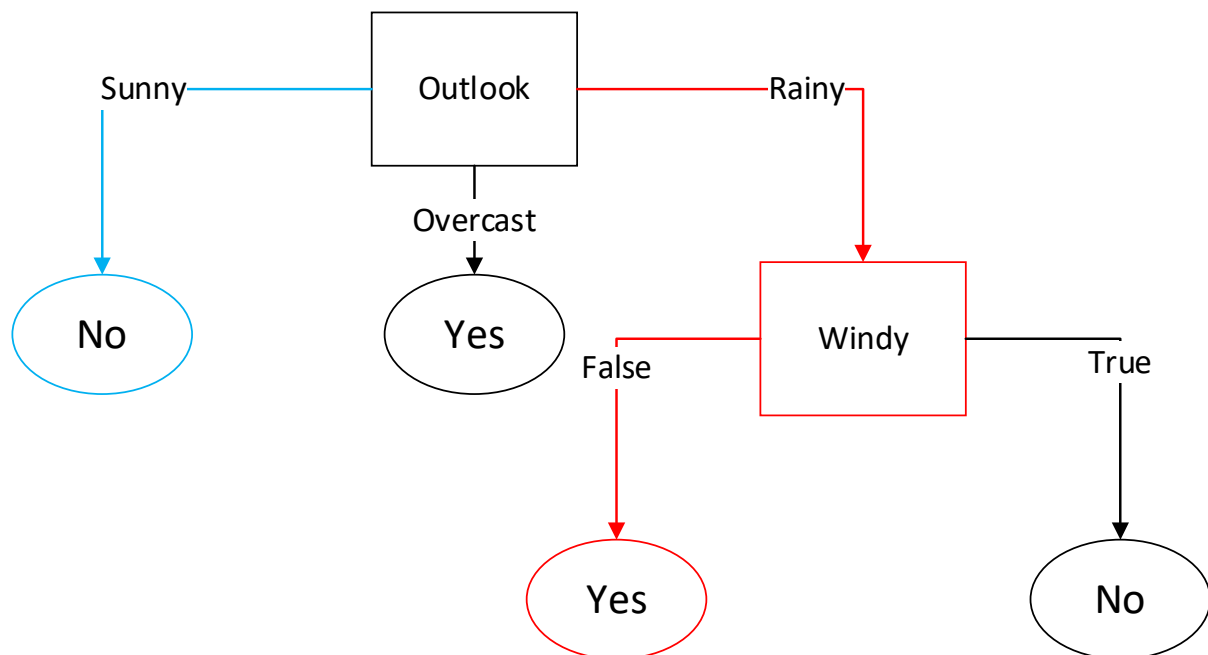 Sunny
Outlook
Rainy
Overcast
No
Yes
Windy
False
True
Yes
No